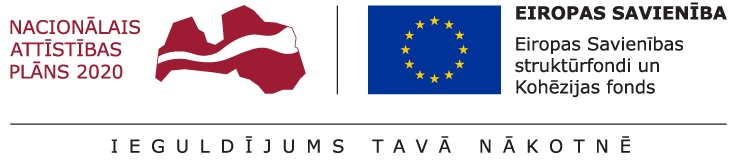 NACIONĀLAIS
ATTĪSTĪBAS
PLĀNS 2020
EIROPAS SAVIENĪBA
Eiropas Savienības
struktūrfondi un
Kohēzijas fonds
IEGULDĪJUMS TAVĀ NĀKOTNĒ